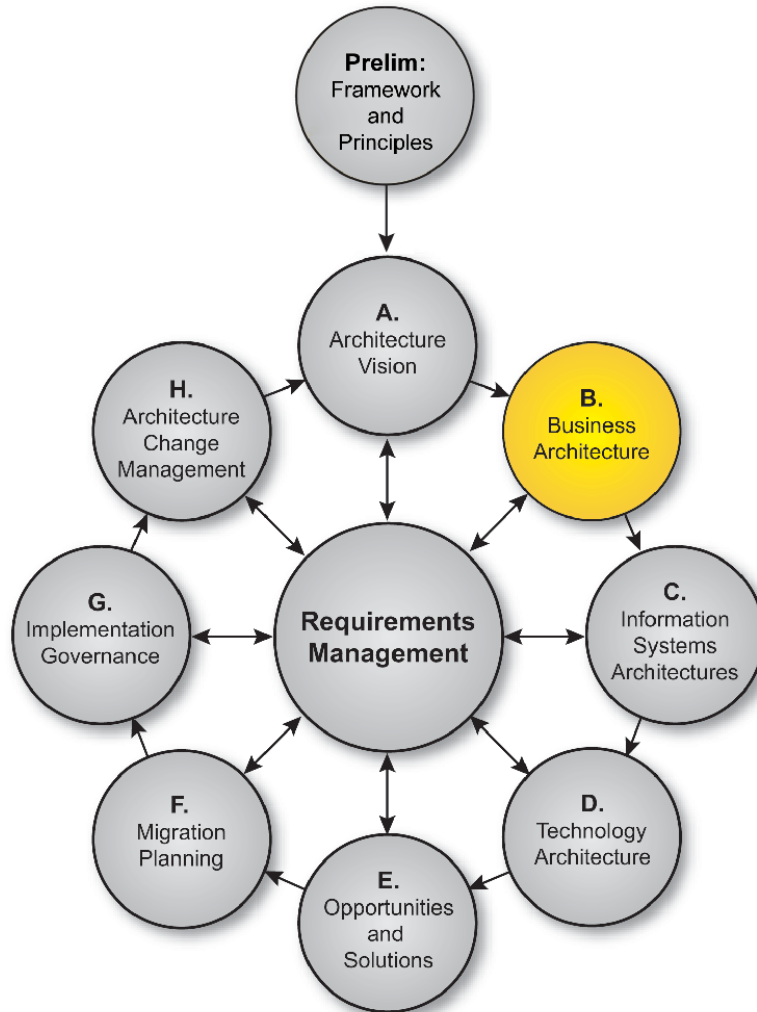 Prelim:
Framework
and
Principles
A.
Architecture
Vision
B.
Business
Architecture
C.
Information
Systems
Architectures
D.
Technology
Architecture
E.
Opportunities
and
Solutions
F.
Migration
Planning
G.
Implementation
Governance
H.
Architecture
Change
Management
Requirements
Management